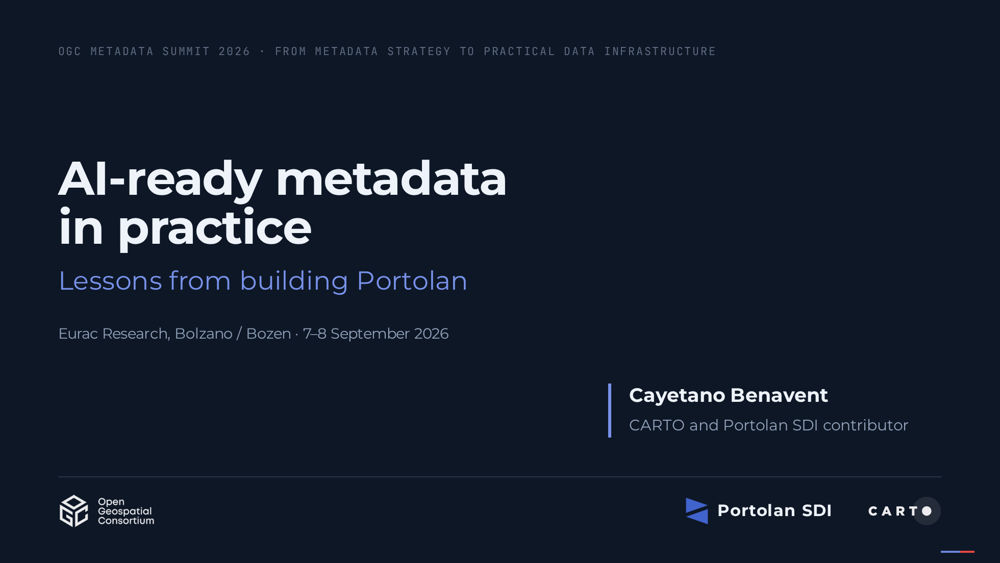 OGC METADATA SUMMIT 2026 · FROM METADATA STRATEGY TO PRACTICAL DATA INFRASTRUCTURE
AI-ready metadata
in practice
Lessons from building Portolan
Eurac Research, Bolzano / Bozen · 7–8 September 2026
Cayetano Benavent
CARTO and Portolan SDI contributor
OGC
Open
Geospatial
Consortium
Portolan SDI
CARTO